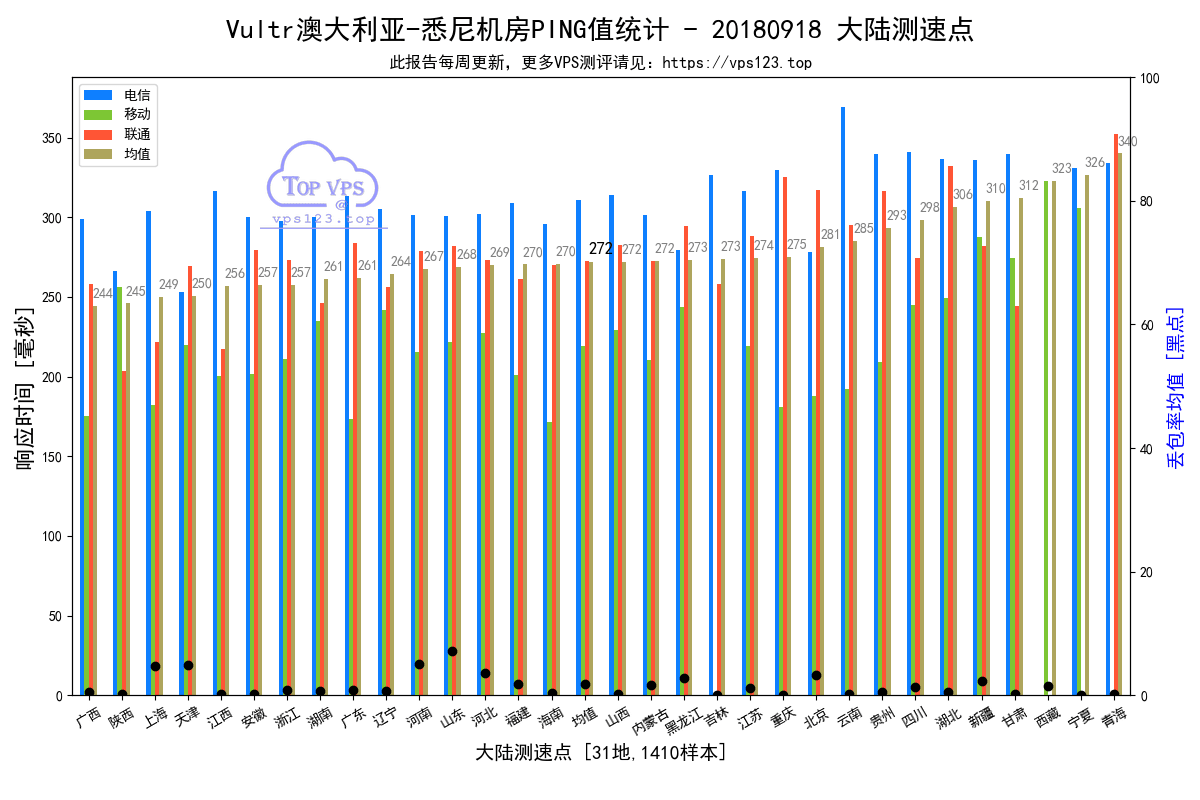 Vultr澳大利亚-悉尼机房PING值统计 - 20180918 大陆测速点
此报告每周更新，更多VPS测评请见：https://vps123.top
电信
移动
联通
均值
TOP VPS
@
vps123.top
响应时间 [毫秒]
350
300
250
200
150
100
50
0
244
245
249
250
256
257
257
261
261
264
267
268
269
270
270
272
272
272
273
273
274
275
281
285
293
298
306
310
312
323
326
340
100
80
60
40
20
0
丢包率均值 [黑点]
广西
陕西
上海
天津
江西
安徽
浙江
湖南
广东
辽宁
河南
山东
河北
福建
海南
均值
山西
内蒙古
黑龙江
吉林
江苏
重庆
北京
云南
贵州
四川
湖北
新疆
甘肃
西藏
宁夏
青海
大陆测速点 [31地,1410样本]